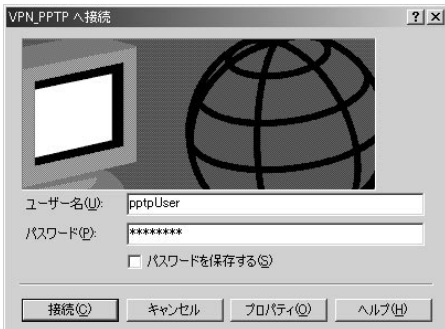 VPN_PPTP へ接続
ユーザー名(U): pptpUser
パスワード(P): ********
パスワードを保存する(S)
接続(C) キャンセル プロパティ(O) ヘルプ(H)